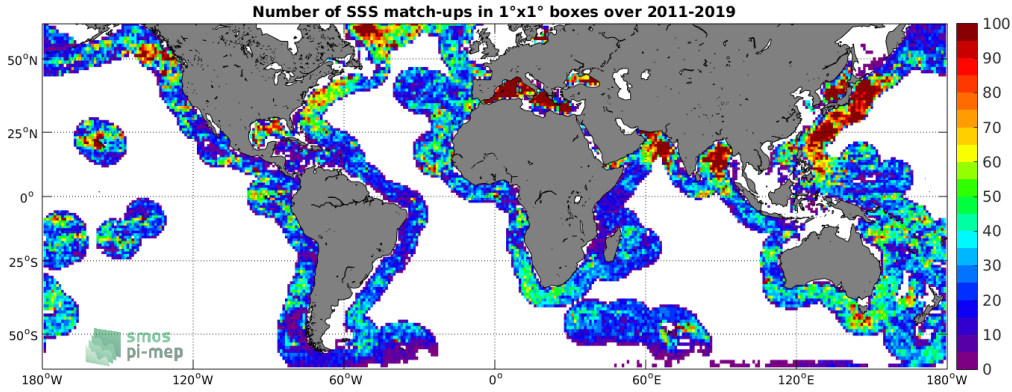 Number of SSS match-ups in 1°x1° boxes over 2011-2019
50°N
25°N
0°
25°S
50°S
180°W
120°W
60°W
0°
60°E
120°E
180°W
100
90
80
70
60
50
40
30
20
10
0
smos
pi-mep